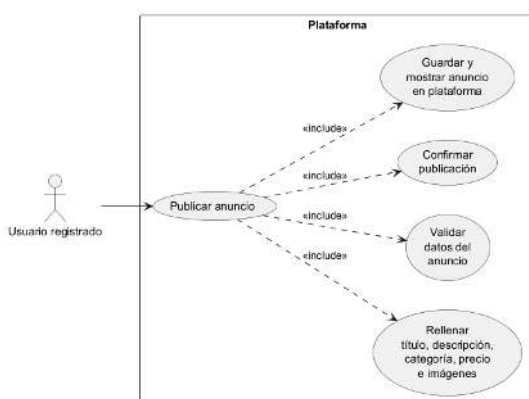 Plataforma
Guardar y
mostrar anuncio
en plataforma
«include»
Confirmar
publicación
«include»
Publicar anuncio
Usuario registrado
«include»
Validar
datos del
anuncio
«include»
Rellenar
título, descripción,
categoría, precio
e imágenes